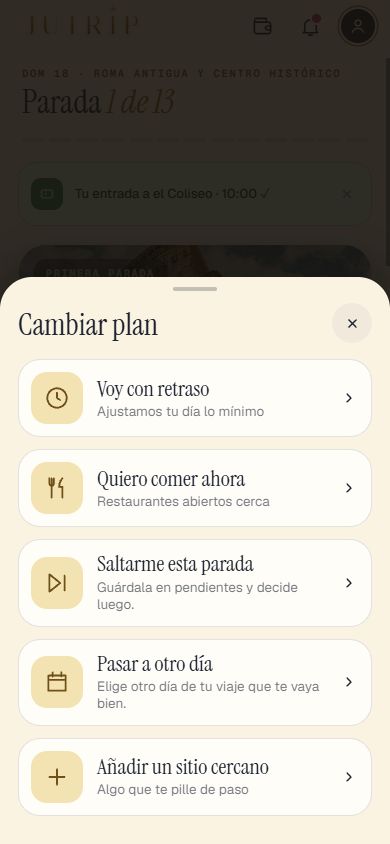 JUTRIP
DOM 18 · ROMA ANTIGUA Y CENTRO HISTÓRICO
Parada 1 de 13
Tu entrada a el Coliseo · 10:00 ✓
PRIMERA PARADA
Cambiar plan
Voy con retraso
Ajustamos tu día lo mínimo
Quiero comer ahora
Restaurantes abiertos cerca
Saltarme esta parada
Guárdala en pendientes y decide
luego.
Pasar a otro día
Elige otro día de tu viaje que te vaya
bien.
Añadir un sitio cercano
Algo que te pille de paso